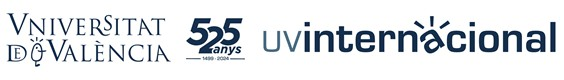 VNIVERSITAT
DE VALÈNCIA
525
anys
1499 - 2024
uvinternacional